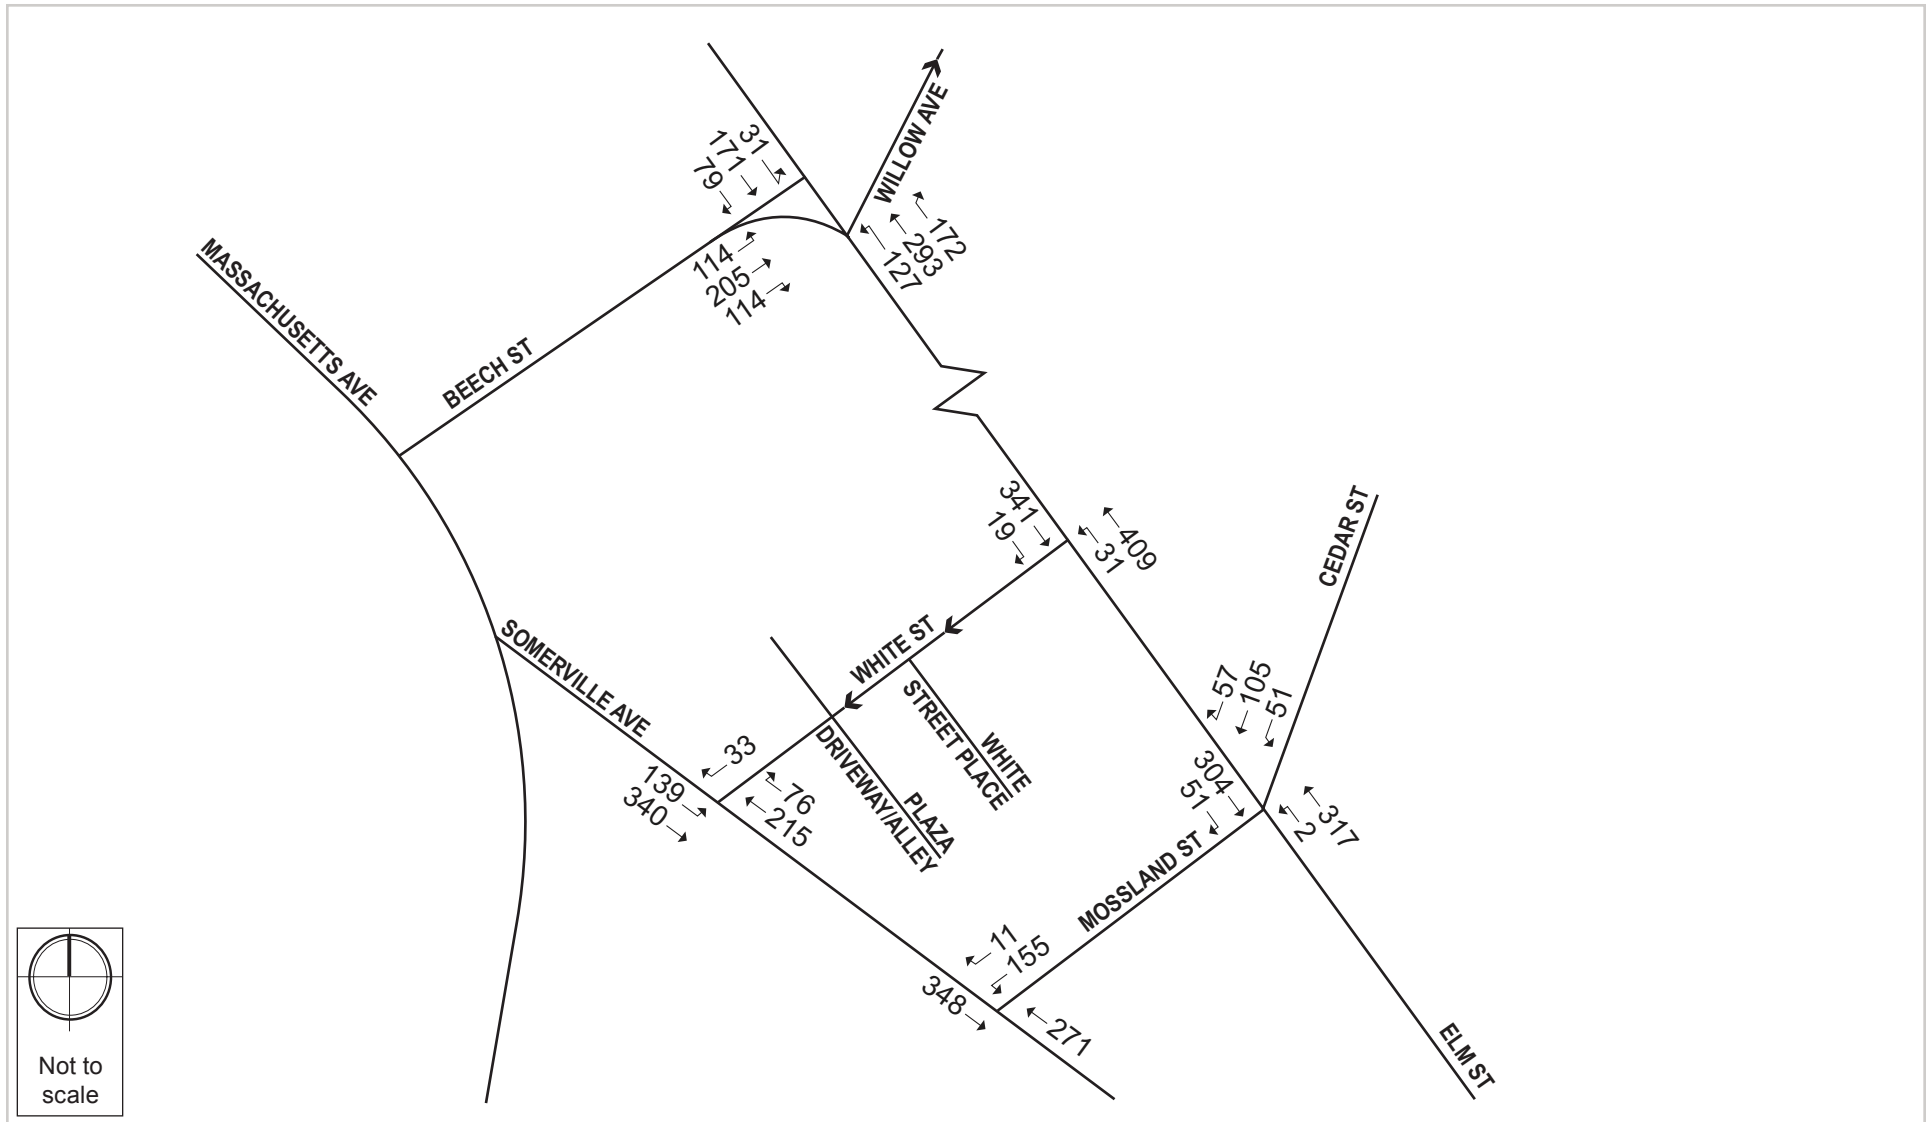 31
171
79
WILLOW AVE
172
293
127
114
205
114
MASSACHUSETTS AVE
BEECH ST
341
19
409
31
CEDAR ST
WHITE ST
SOMERVILLE AVE
WHITE
STREET PLACE
PLAZA
DRIVEWAY/ALLEY
33
139
340
76
215
57
105
51
304
51
317
2
MOSSLAND ST
11
155
348
271
ELM ST
Not to
scale